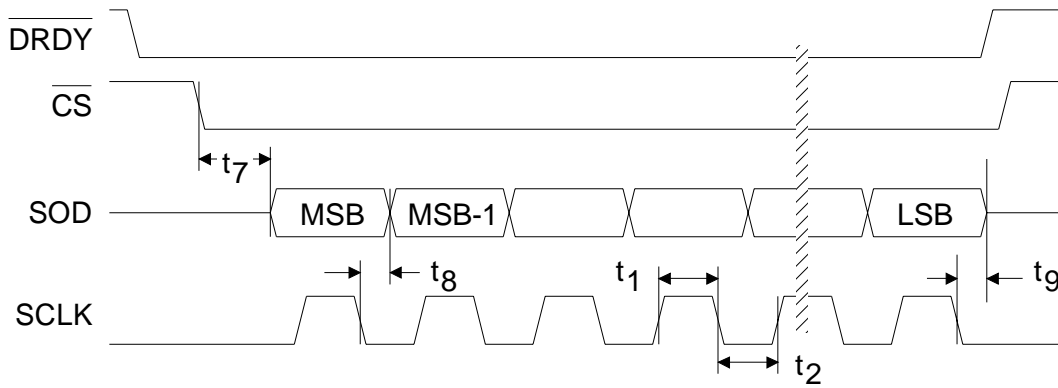 DRDY
CS
t7
SOD MSB MSB-1 LSB
t8 t1 t9
SCLK
t2